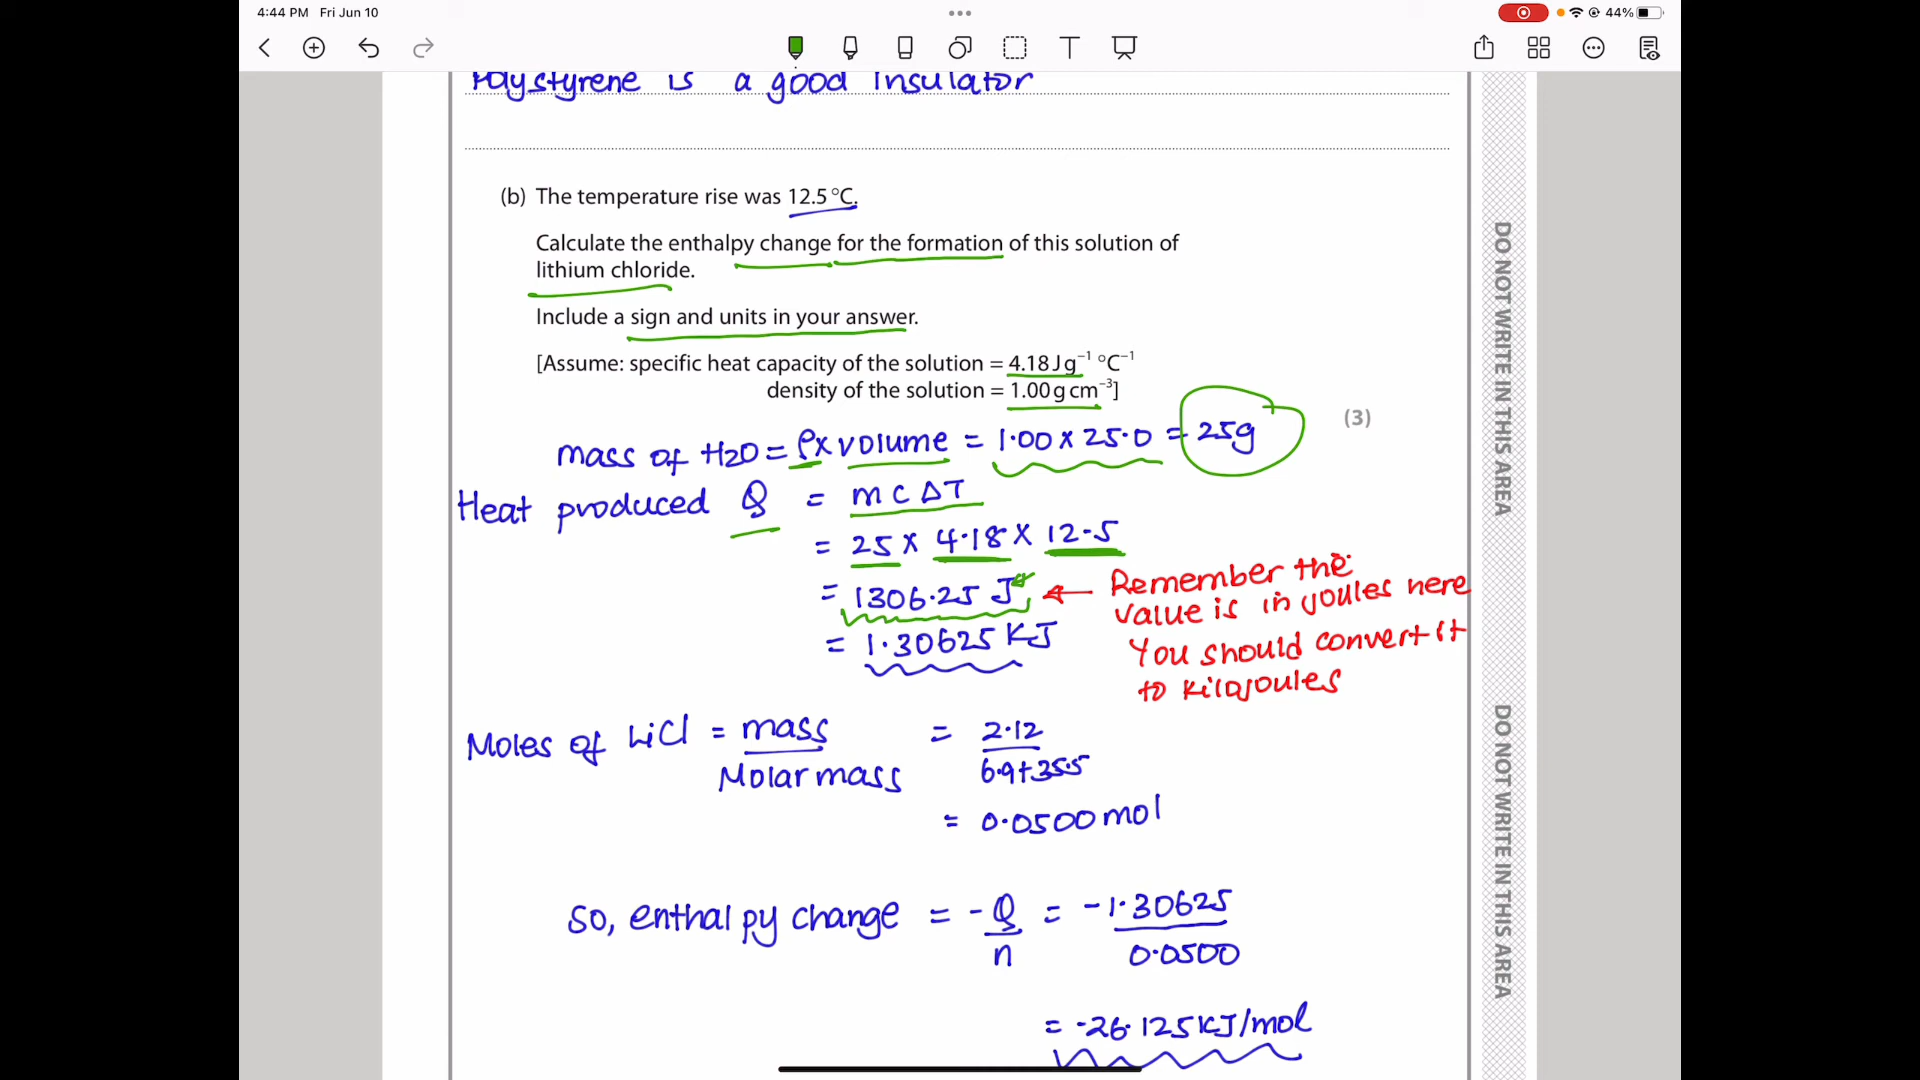 4:44 PM Fri Jun 10
44%
Polystyrene is a good insulator
(b) The temperature rise was 12.5 °C.
Calculate the enthalpy change for the formation of this solution of
lithium chloride.
Include a sign and units in your answer.
[Assume: specific heat capacity of the solution = 4.18 J g⁻¹ °C⁻¹
density of the solution = 1.00 g cm⁻³]
(3)
mass of H2O = ρ x volume = 1.00 x 25.0 = 25g
Heat produced Q = m c ΔT
= 25 x 4.18 x 12.5
= 1306.25 J
= 1.30625 KJ
Remember the
value is in joules here
You should convert it
to kilojoules
Moles of LiCl = mass = 2.12
Molar mass 6.9+35.5
= 0.0500 mol
So, enthalpy change = -Q = -1.30625
n 0.0500
= -26.125 KJ/mol
DO NOT WRITE IN THIS AREA
DO NOT WRITE IN THIS AREA